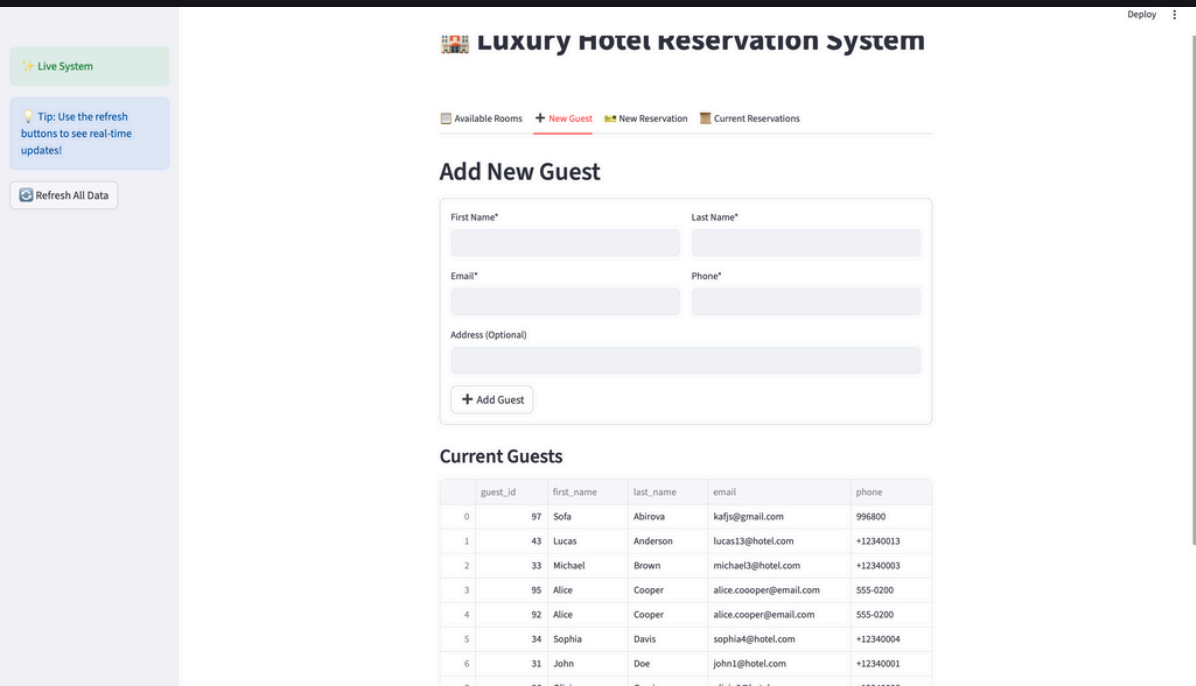 Deploy
Luxury Hotel Reservation System
✨ Live System
💡 Tip: Use the refresh
buttons to see real-time
updates!
🔄 Refresh All Data
Available Rooms ➕ New Guest New Reservation Current Reservations
Add New Guest
First Name* Last Name*
Email* Phone*
Address (Optional)
➕ Add Guest
Current Guests
guest_id first_name last_name email phone
0 97 Sofa Abirova kafjs@gmail.com 996800
1 43 Lucas Anderson lucas13@hotel.com +12340013
2 33 Michael Brown michael3@hotel.com +12340003
3 95 Alice Cooper alice.coooper@email.com 555-0200
4 92 Alice Cooper alice.cooper@email.com 555-0200
5 34 Sophia Davis sophia4@hotel.com +12340004
6 31 John Doe john1@hotel.com +12340001